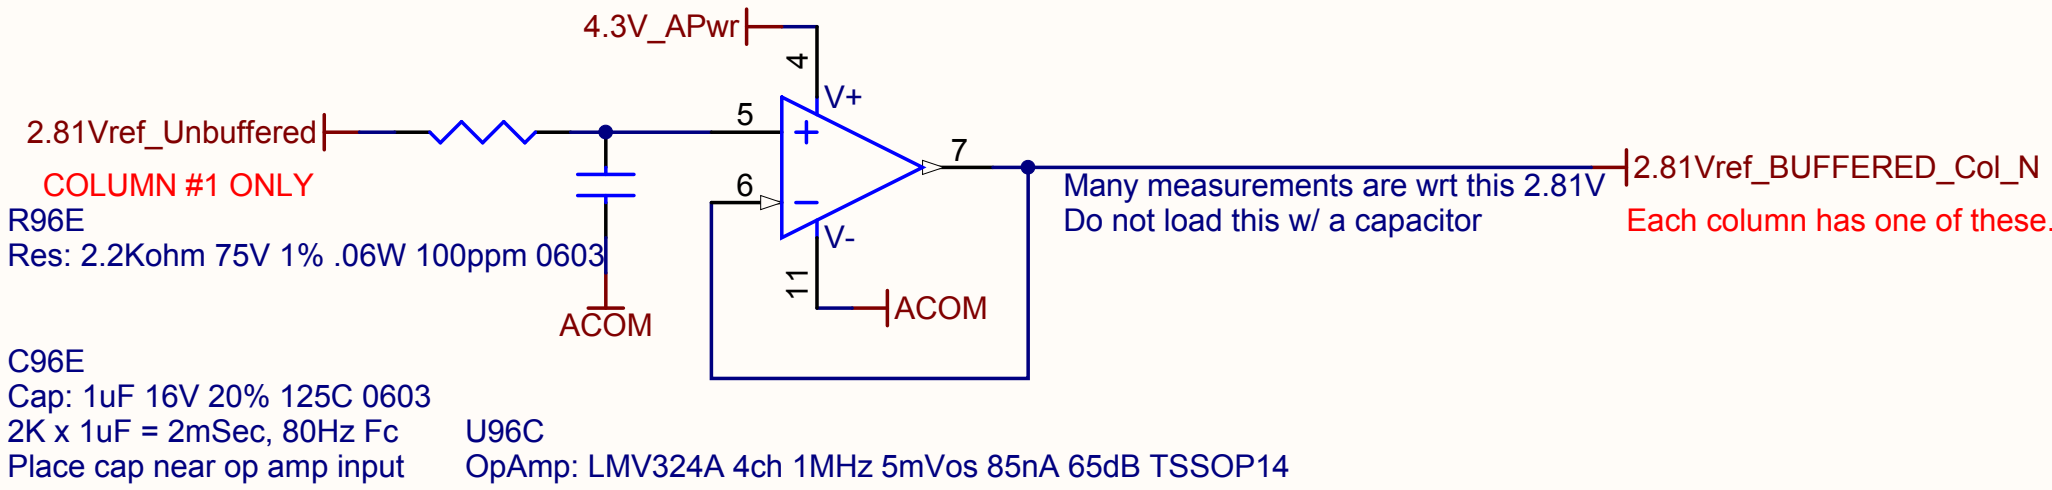 4.3V_APwr
4
V+
2.81Vref_Unbuffered
5
+
COLUMN #1 ONLY
7
2.81Vref_BUFFERED_Col_N
6
Many measurements are wrt this 2.81V
Do not load this w/ a capacitor
Each column has one of these.
R96E
Res: 2.2Kohm 75V 1% .06W 100ppm 0603
V-
11
ACOM
ACOM
C96E
Cap: 1uF 16V 20% 125C 0603
2K x 1uF = 2mSec, 80Hz Fc
Place cap near op amp input
U96C
OpAmp: LMV324A 4ch 1MHz 5mVos 85nA 65dB TSSOP14